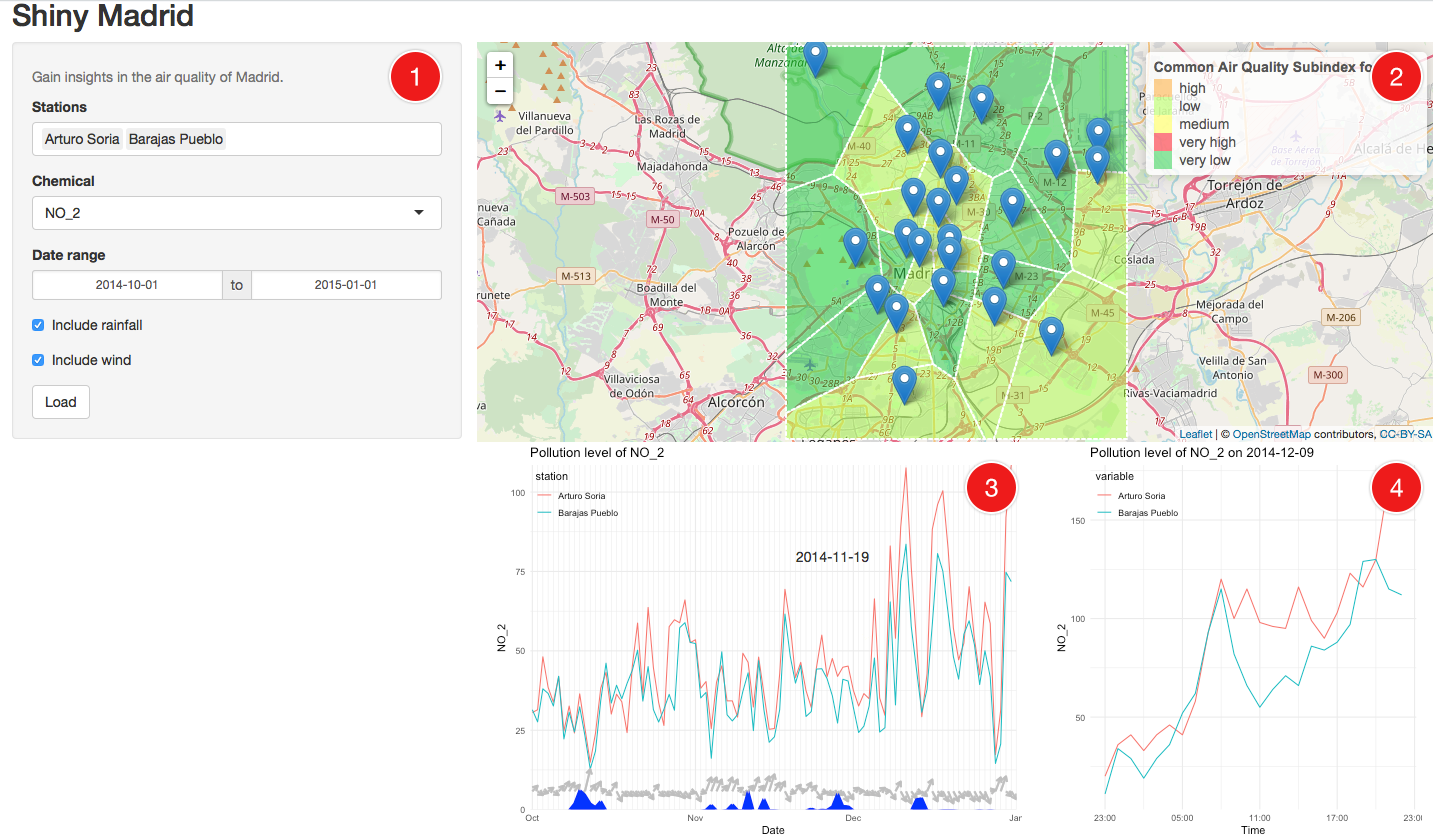 Shiny Madrid
Gain insights in the air quality of Madrid.
1
Stations
Arturo Soria Barajas Pueblo
Chemical
NO_2
Date range
2014-10-01 to 2015-01-01
Include rainfall
Include wind
Load
+
−
Villanueva
del Pardillo
Las Rozas de
Madrid
Majadahonda
M-503
M-50
Pozuelo de
Alarcón
M-513
Boadilla del
Monte
Villaviciosa
de Odón
Alcorcón
M-40
M-11
M-12
M-30
M-23
M-45
M-31
P-2
Coslada
Torrejón de
Ardoz
Mejorada del
Campo
M-206
Velilla de San
Antonio
M-300
Rivas-Vaciamadrid
Common Air Quality Subindex fo
2
high
low
medium
very high
very low
Leaflet | © OpenStreetMap contributors, CC-BY-SA
Pollution level of NO_2
3
station
Arturo Soria
Barajas Pueblo
2014-11-19
100
75
50
25
0
NO_2
Oct Nov Dec Jar
Date
Pollution level of NO_2 on 2014-12-09
4
variable
Arturo Soria
Barajas Pueblo
150
100
50
NO_2
23:00 05:00 11:00 17:00 23:0
Time